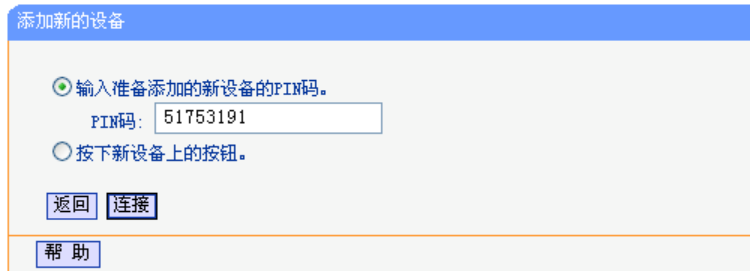 添加新的设备
输入准备添加的新设备的PIN码。
PIN码: 51753191
按下新设备上的按钮。
返回 连接
帮 助